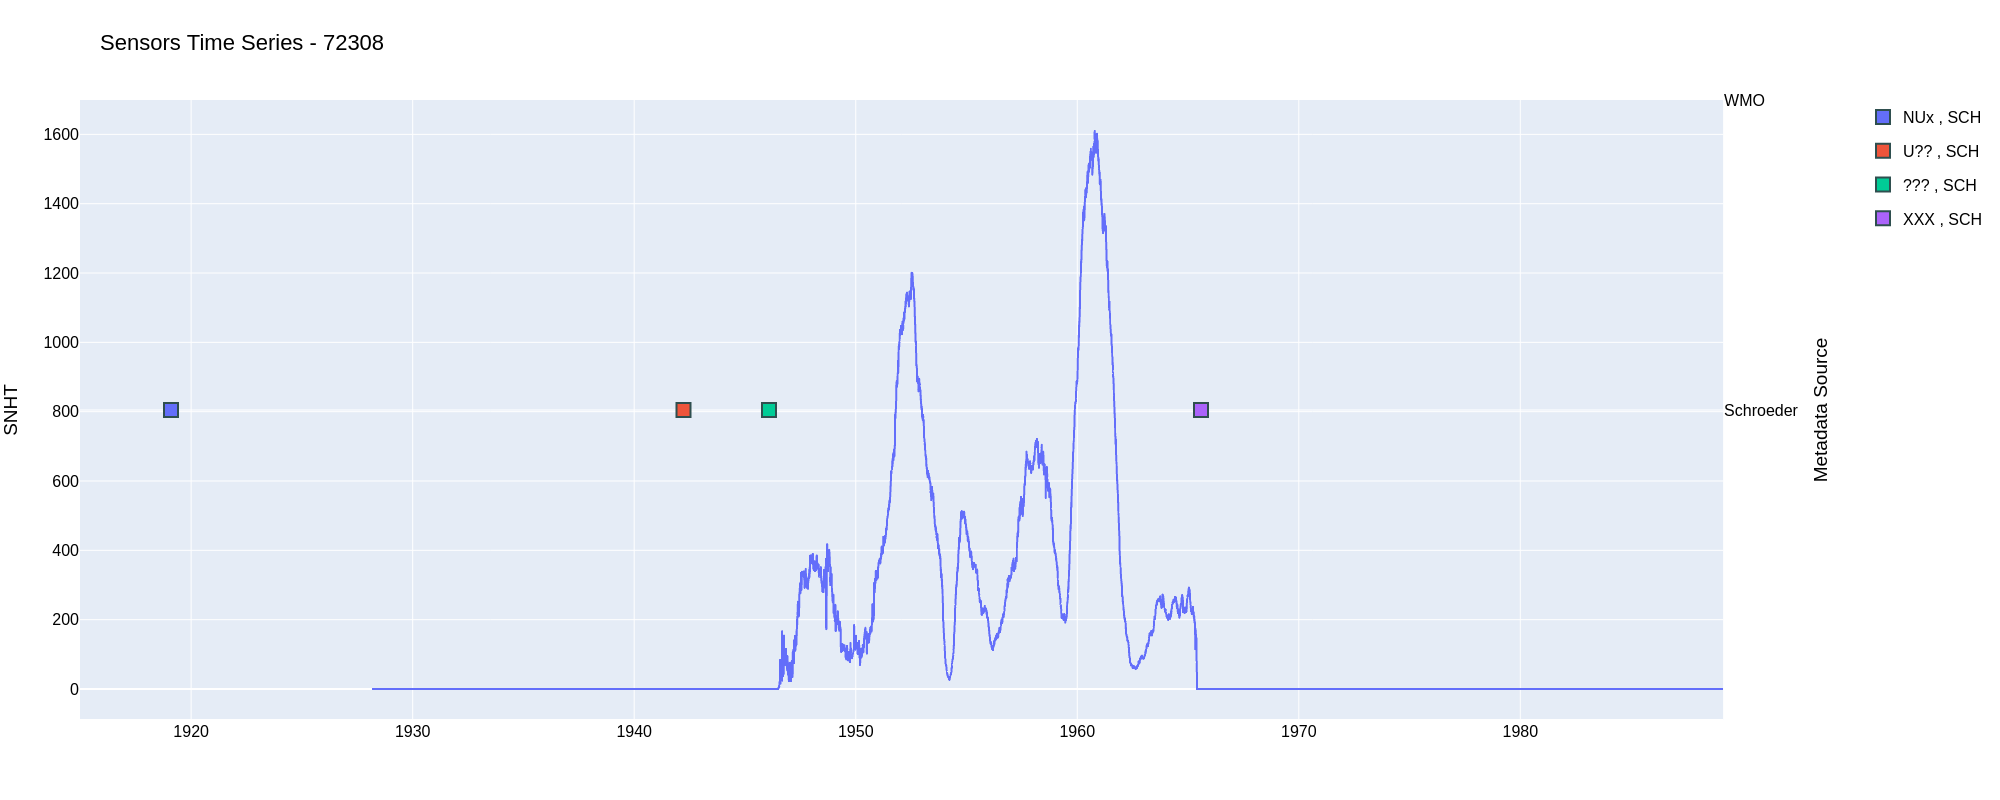 Sensors Time Series - 72308
WMO
NUx , SCH
U?? , SCH
??? , SCH
XXX , SCH
1600
1400
1200
1000
800
600
400
200
0
SNHT
Schroeder
Metadata Source
1920 1930 1940 1950 1960 1970 1980